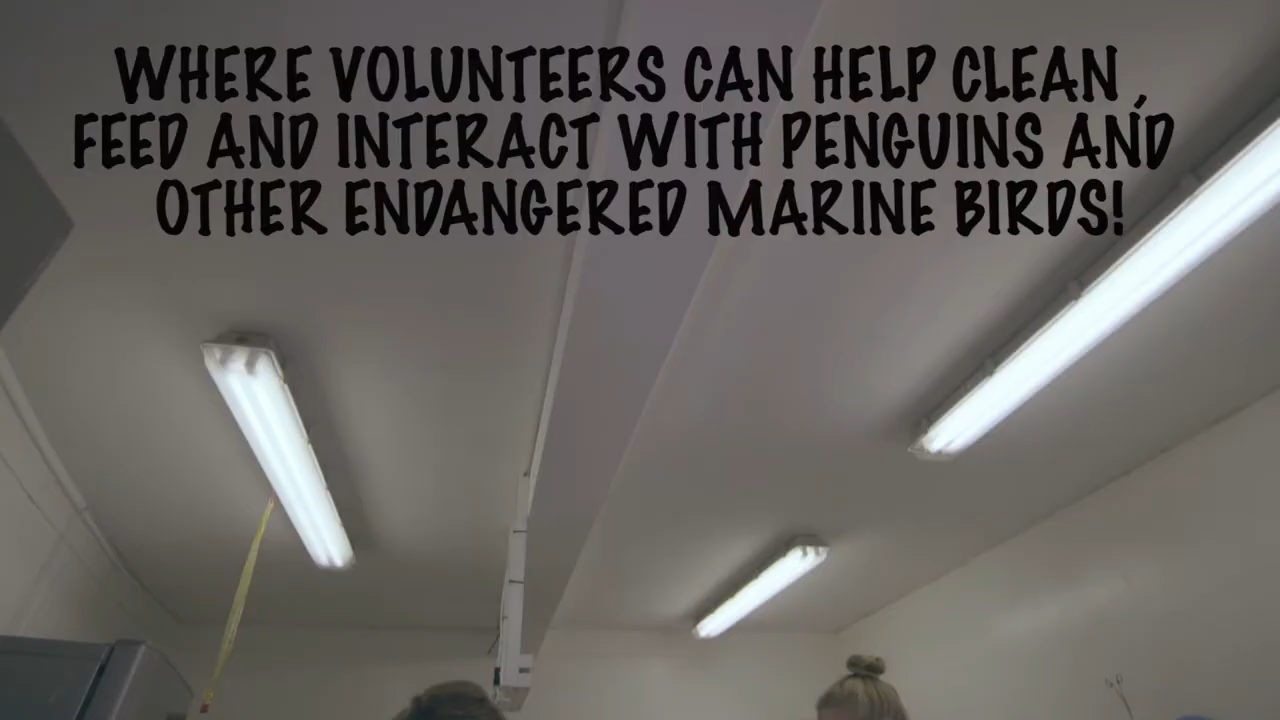 WHERE VOLUNTEERS CAN HELP CLEAN ,
FEED AND INTERACT WITH PENGUINS AND
OTHER ENDANGERED MARINE BIRDS!